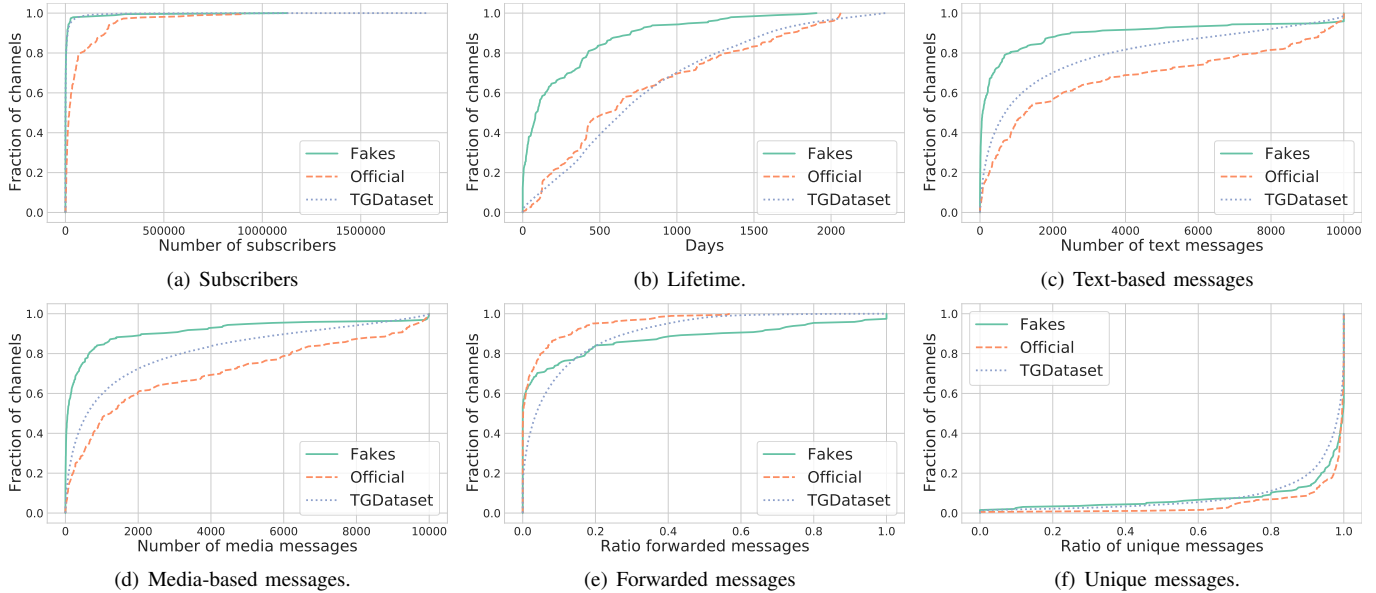 1.0
0.8
0.6
0.4
0.2
0.0
Fraction of channels
0
500000
1000000
1500000
Number of subscribers
Fakes
Official
TGDataset
(a) Subscribers
1.0
0.8
0.6
0.4
0.2
0.0
Fraction of channels
0
500
1000
1500
2000
Days
Fakes
Official
TGDataset
(b) Lifetime.
1.0
0.8
0.6
0.4
0.2
0.0
Fraction of channels
0
2000
4000
6000
8000
10000
Number of text messages
Fakes
Official
TGDataset
(c) Text-based messages
1.0
0.8
0.6
0.4
0.2
0.0
Fraction of channels
0
2000
4000
6000
8000
10000
Number of media messages
Fakes
Official
TGDataset
(d) Media-based messages.
1.0
0.8
0.6
0.4
0.2
0.0
Fraction of channels
0.0
0.2
0.4
0.6
0.8
1.0
Ratio forwarded messages
Fakes
Official
TGDataset
(e) Forwarded messages
1.0
0.8
0.6
0.4
0.2
0.0
Fraction of channels
0.0
0.2
0.4
0.6
0.8
1.0
Ratio of unique messages
Fakes
Official
TGDataset
(f) Unique messages.